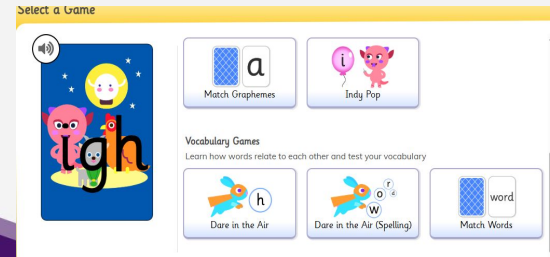 Select a Game
igh
a
Match Graphemes
i
Indy Pop
Vocabulary Games
Learn how words relate to each other and test your vocabulary
h
Dare in the Air
r
o
d
w
Dare in the Air (Spelling)
word
Match Words